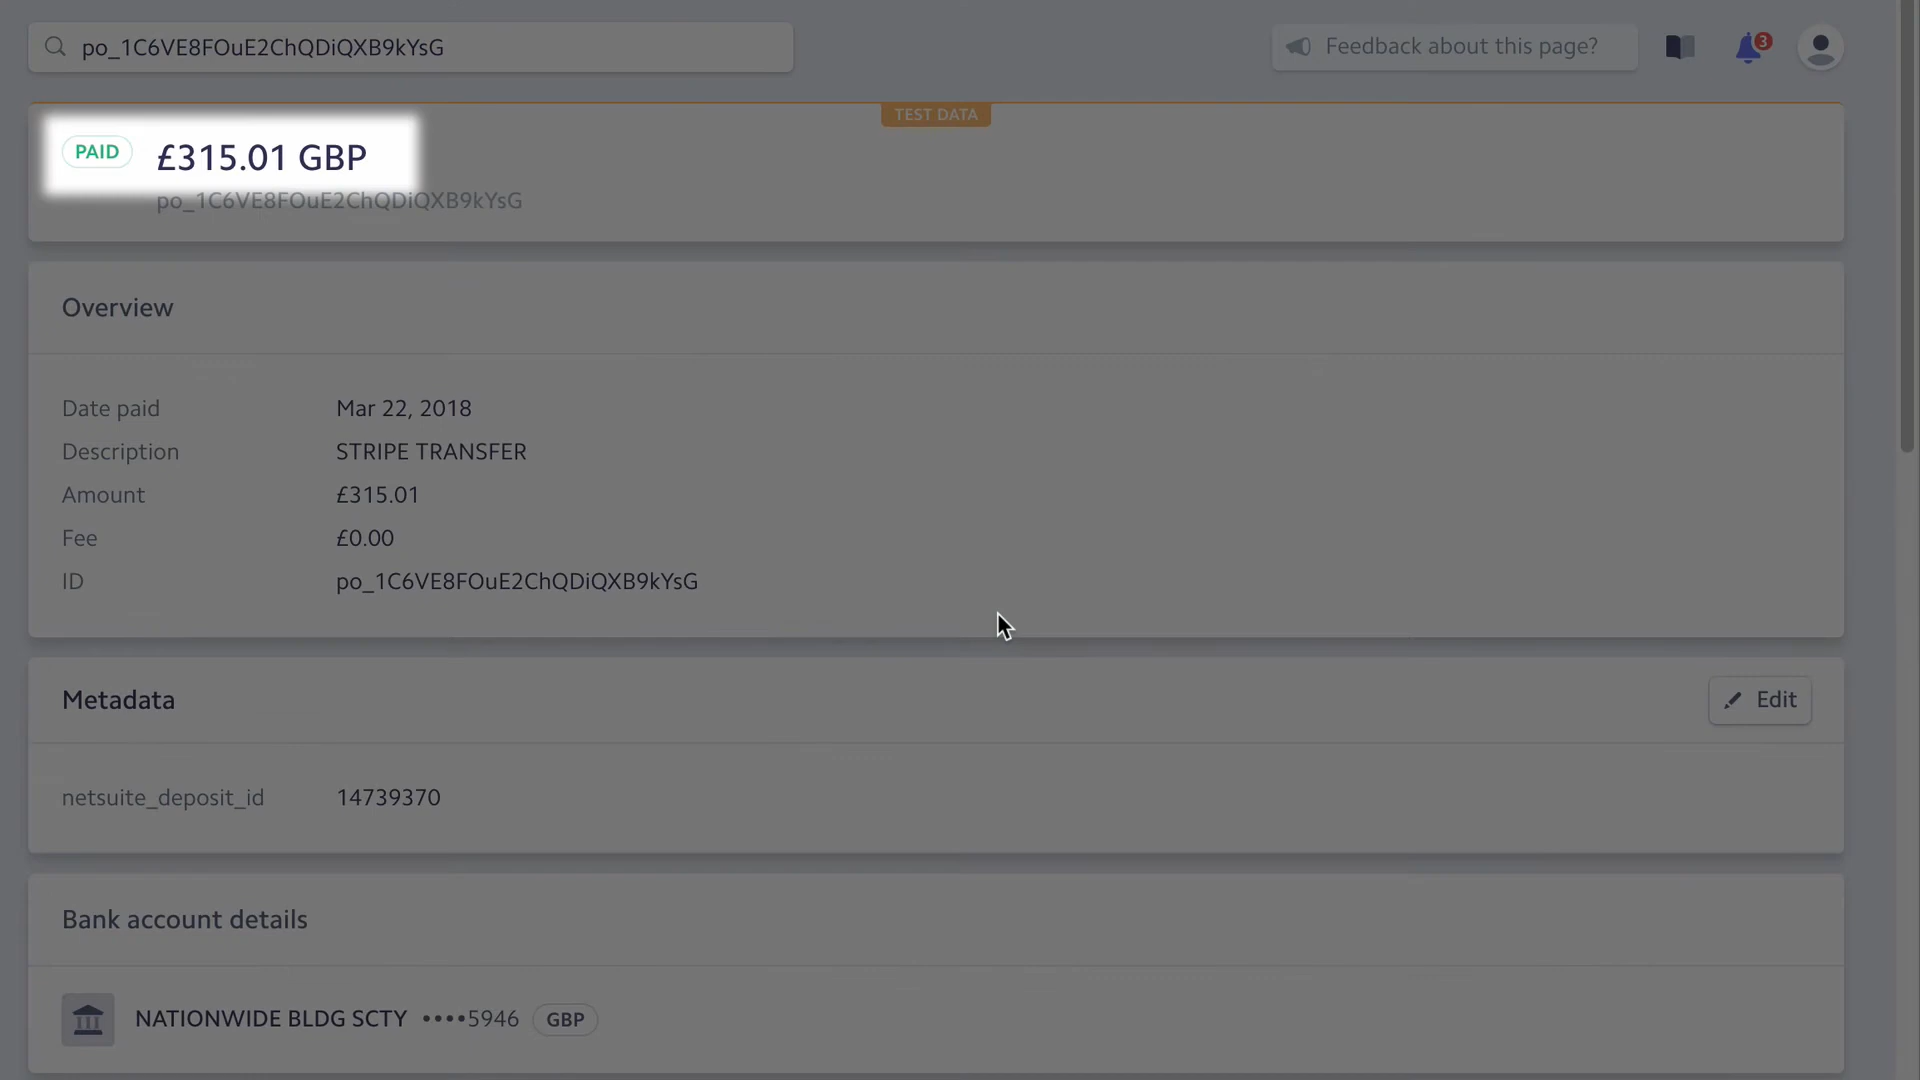 po_1C6VE8FOuE2ChQDiQXB9kYsG
Feedback about this page?
3
TEST DATA
PAID £315.01 GBP
po_1C6VE8FOuE2ChQDiQXB9kYsG
Overview
Date paid Mar 22, 2018
Description STRIPE TRANSFER
Amount £315.01
Fee £0.00
ID po_1C6VE8FOuE2ChQDiQXB9kYsG
Metadata
Edit
netsuite_deposit_id 14739370
Bank account details
NATIONWIDE BLDG SCTY ••••5946 GBP